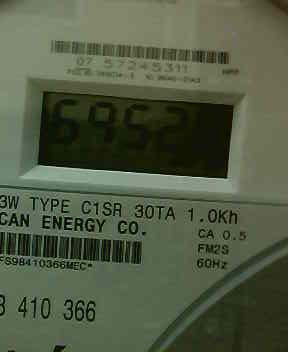 07 57245311
6952
3W TYPE C1SR 30TA 1.0Kh
CAN ENERGY CO.
CA 0.5
FM2S
FS98410366MEC*
60Hz
8 410 366